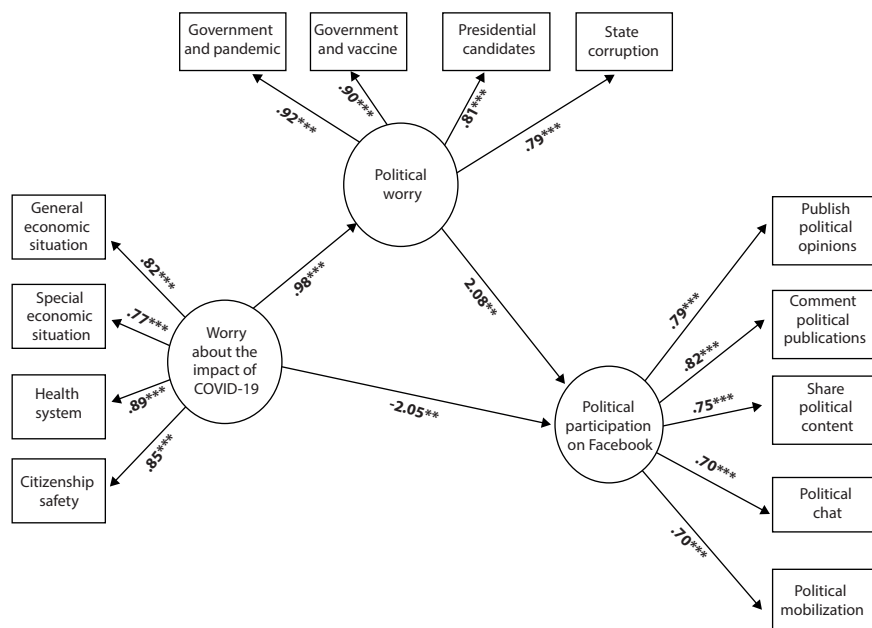 Government
and pandemic
Government
and vaccine
Presidential
candidates
State
corruption
.92***
.90***
.81***
.79***
Political
worry
General
economic
situation
Special
economic
situation
Health
system
Citizenship
safety
.82***
.77***
.89***
.85***
Worry
about the
impact of
COVID-19
.98***
2.08**
-2.05**
Political
participation
on Facebook
.79***
.82***
.75***
.70***
.70***
Publish
political
opinions
Comment
political
publications
Share
political
content
Political
chat
Political
mobilization